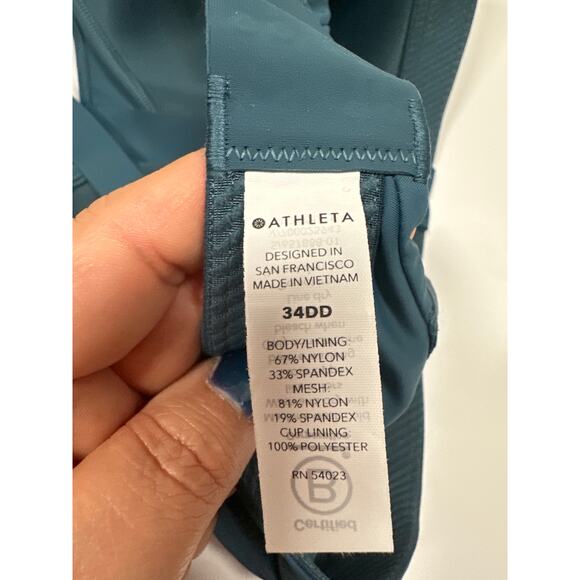 ATHLETA
DESIGNED IN
SAN FRANCISCO
MADE IN VIETNAM
34DD
BODY/LINING:
67% NYLON
33% SPANDEX
MESH:
81% NYLON
19% SPANDEX
CUP LINING:
100% POLYESTER
RN 54023
B
Certified